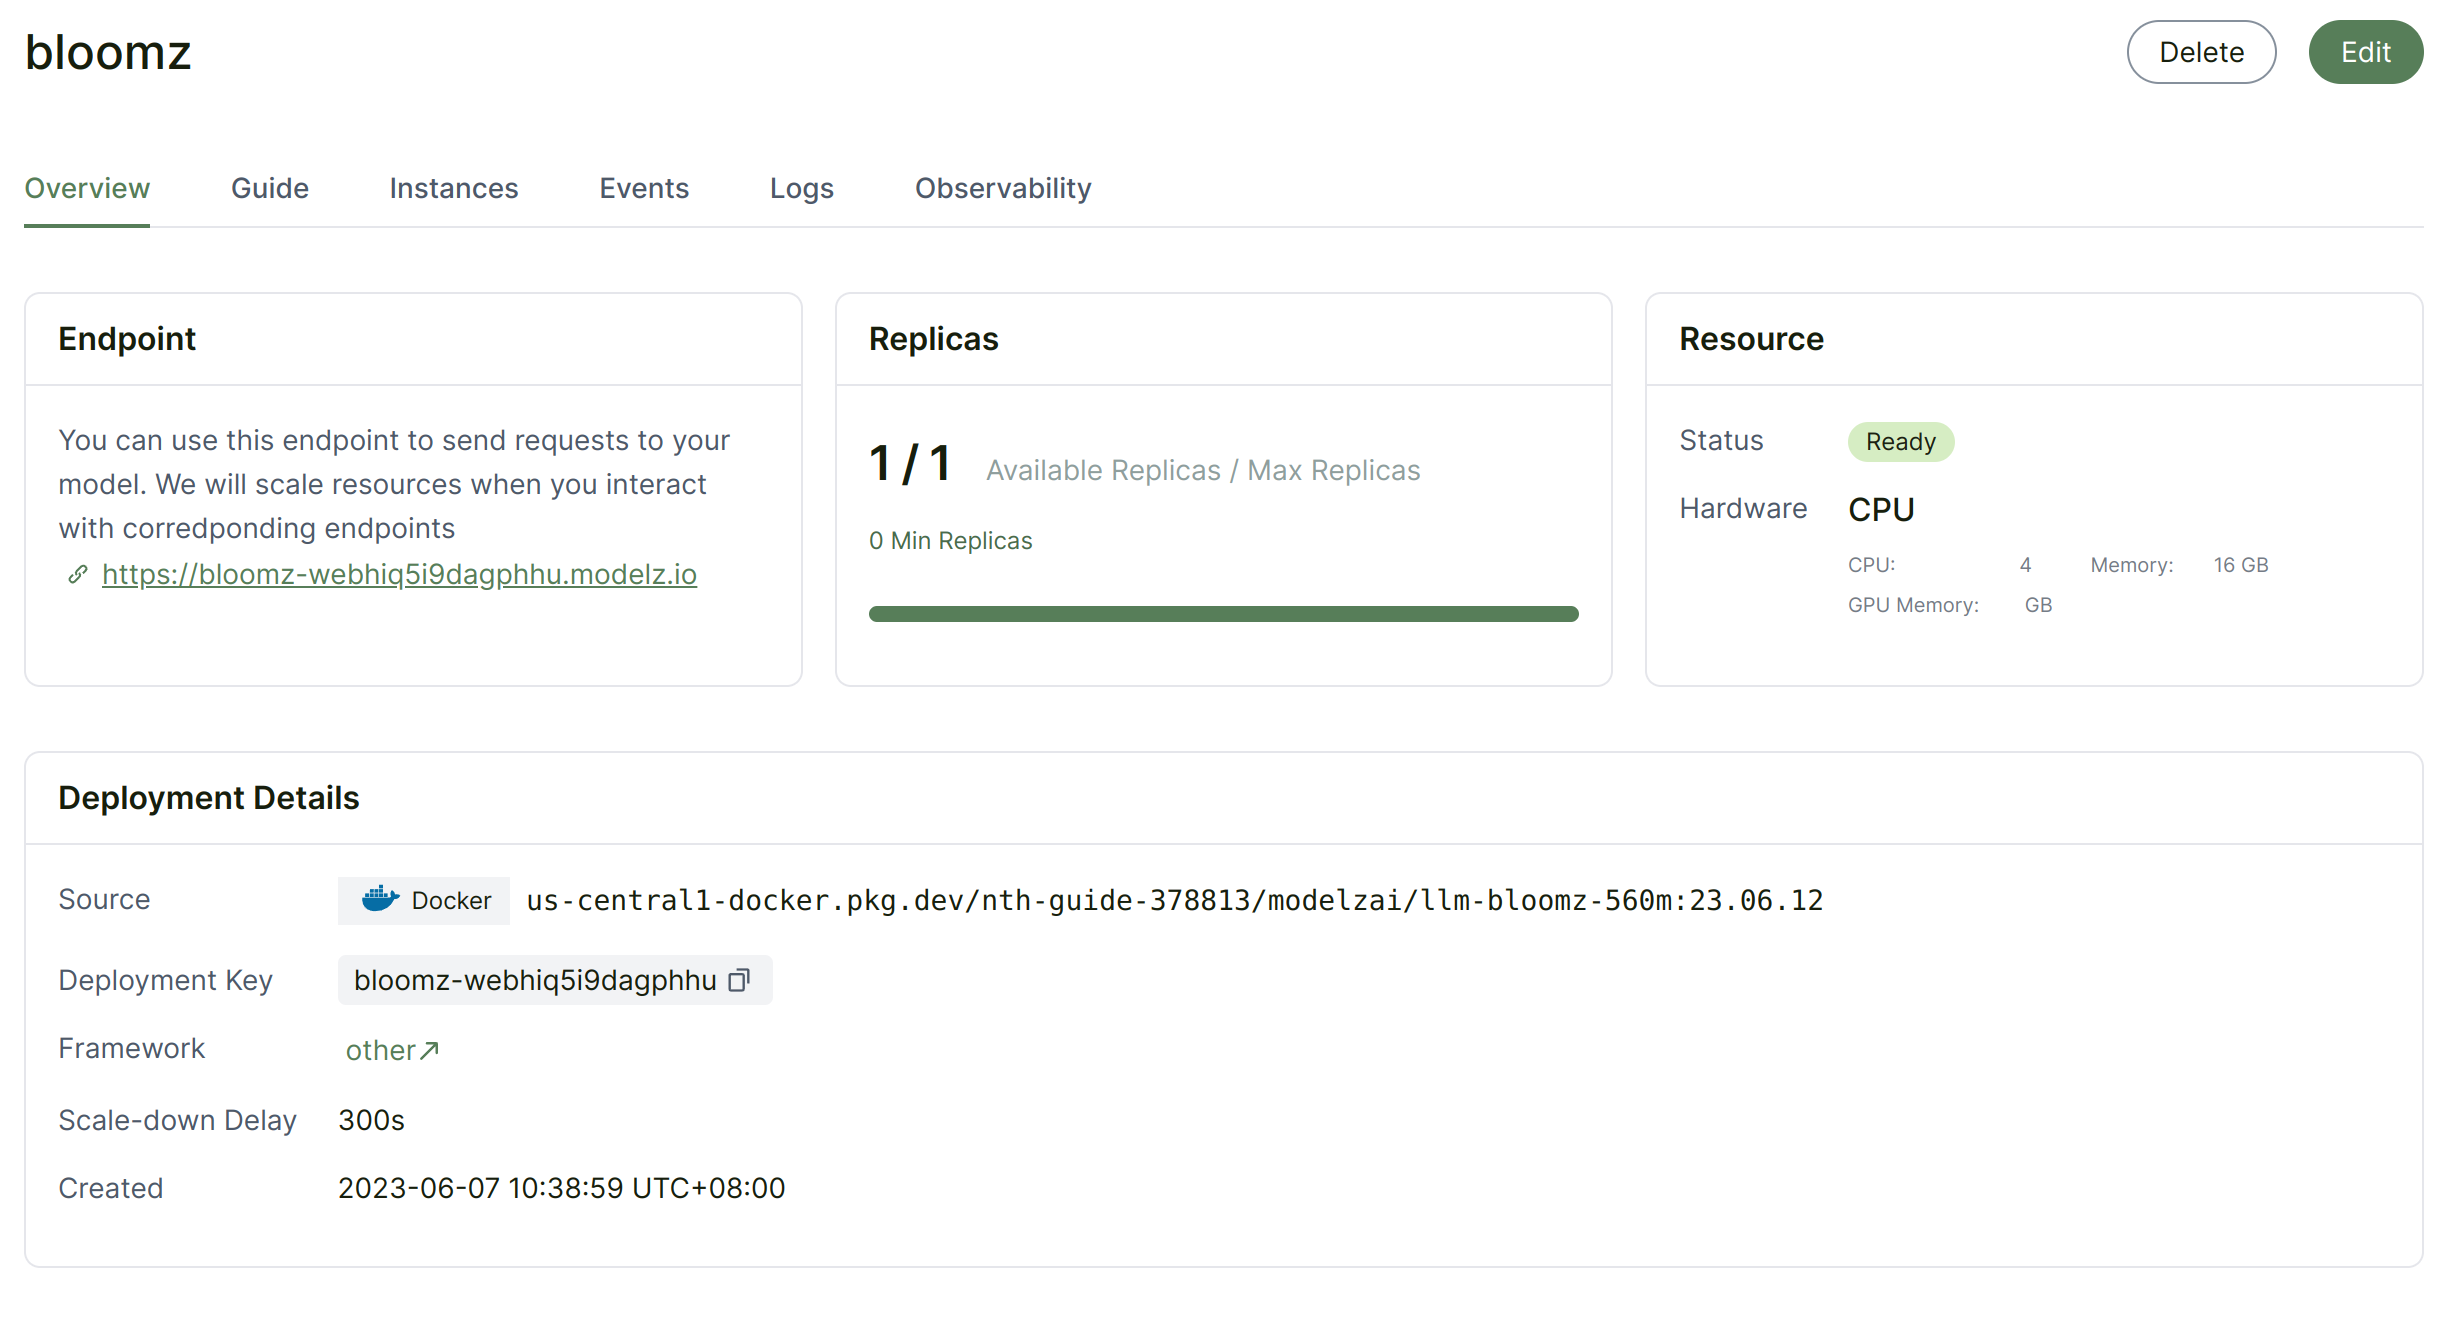 bloomz
Delete
Edit
Overview
Guide
Instances
Events
Logs
Observability
Endpoint
You can use this endpoint to send requests to your
model. We will scale resources when you interact
with corredponding endpoints
https://bloomz-webhiq5i9dagphhu.modelz.io
Replicas
1 / 1 Available Replicas / Max Replicas
0 Min Replicas
Resource
Status Ready
Hardware CPU
CPU: 4 Memory: 16 GB
GPU Memory: GB
Deployment Details
Source Docker us-central1-docker.pkg.dev/nth-guide-378813/modelzai/llm-bloomz-560m:23.06.12
Deployment Key bloomz-webhiq5i9dagphhu
Framework other
Scale-down Delay 300s
Created 2023-06-07 10:38:59 UTC+08:00